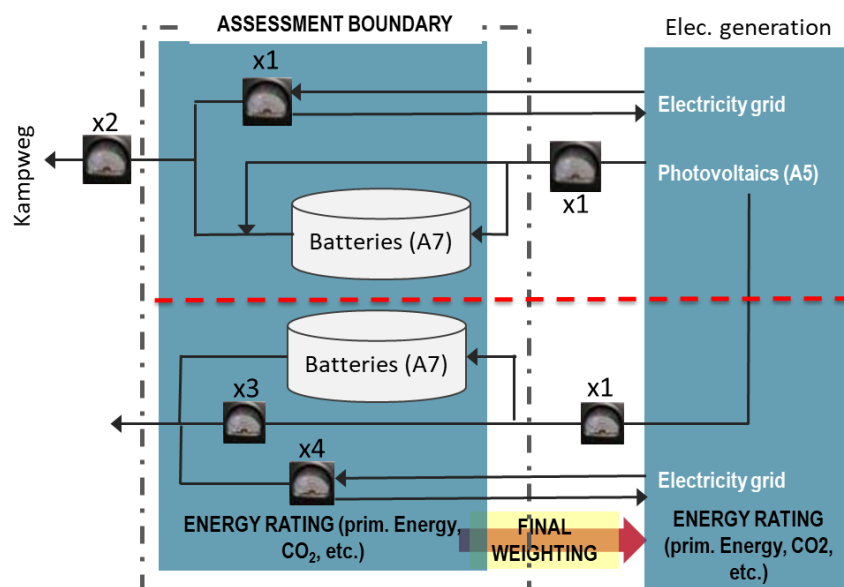 ASSESSMENT BOUNDARY
Elec. generation
x1
Electricity grid
x2
Kampweg
Photovoltaics (A5)
x1
Batteries (A7)
Batteries (A7)
x3
x1
x4
Electricity grid
ENERGY RATING (prim. Energy,
CO₂, etc.)
FINAL
WEIGHTING
ENERGY RATING
(prim. Energy, CO2,
etc.)